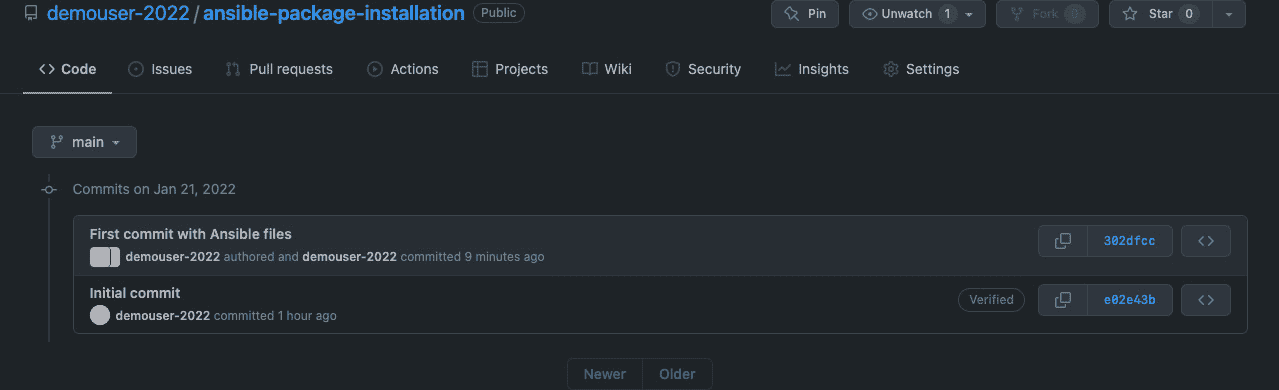 demouser-2022 / ansible-package-installation Public Pin Unwatch 1 Fork 0 Star 0
Code Issues Pull requests Actions Projects Wiki Security Insights Settings
main
Commits on Jan 21, 2022
First commit with Ansible files
302dfcc
demouser-2022 authored and demouser-2022 committed 9 minutes ago
Initial commit
Verified e02e43b
demouser-2022 committed 1 hour ago
Newer Older